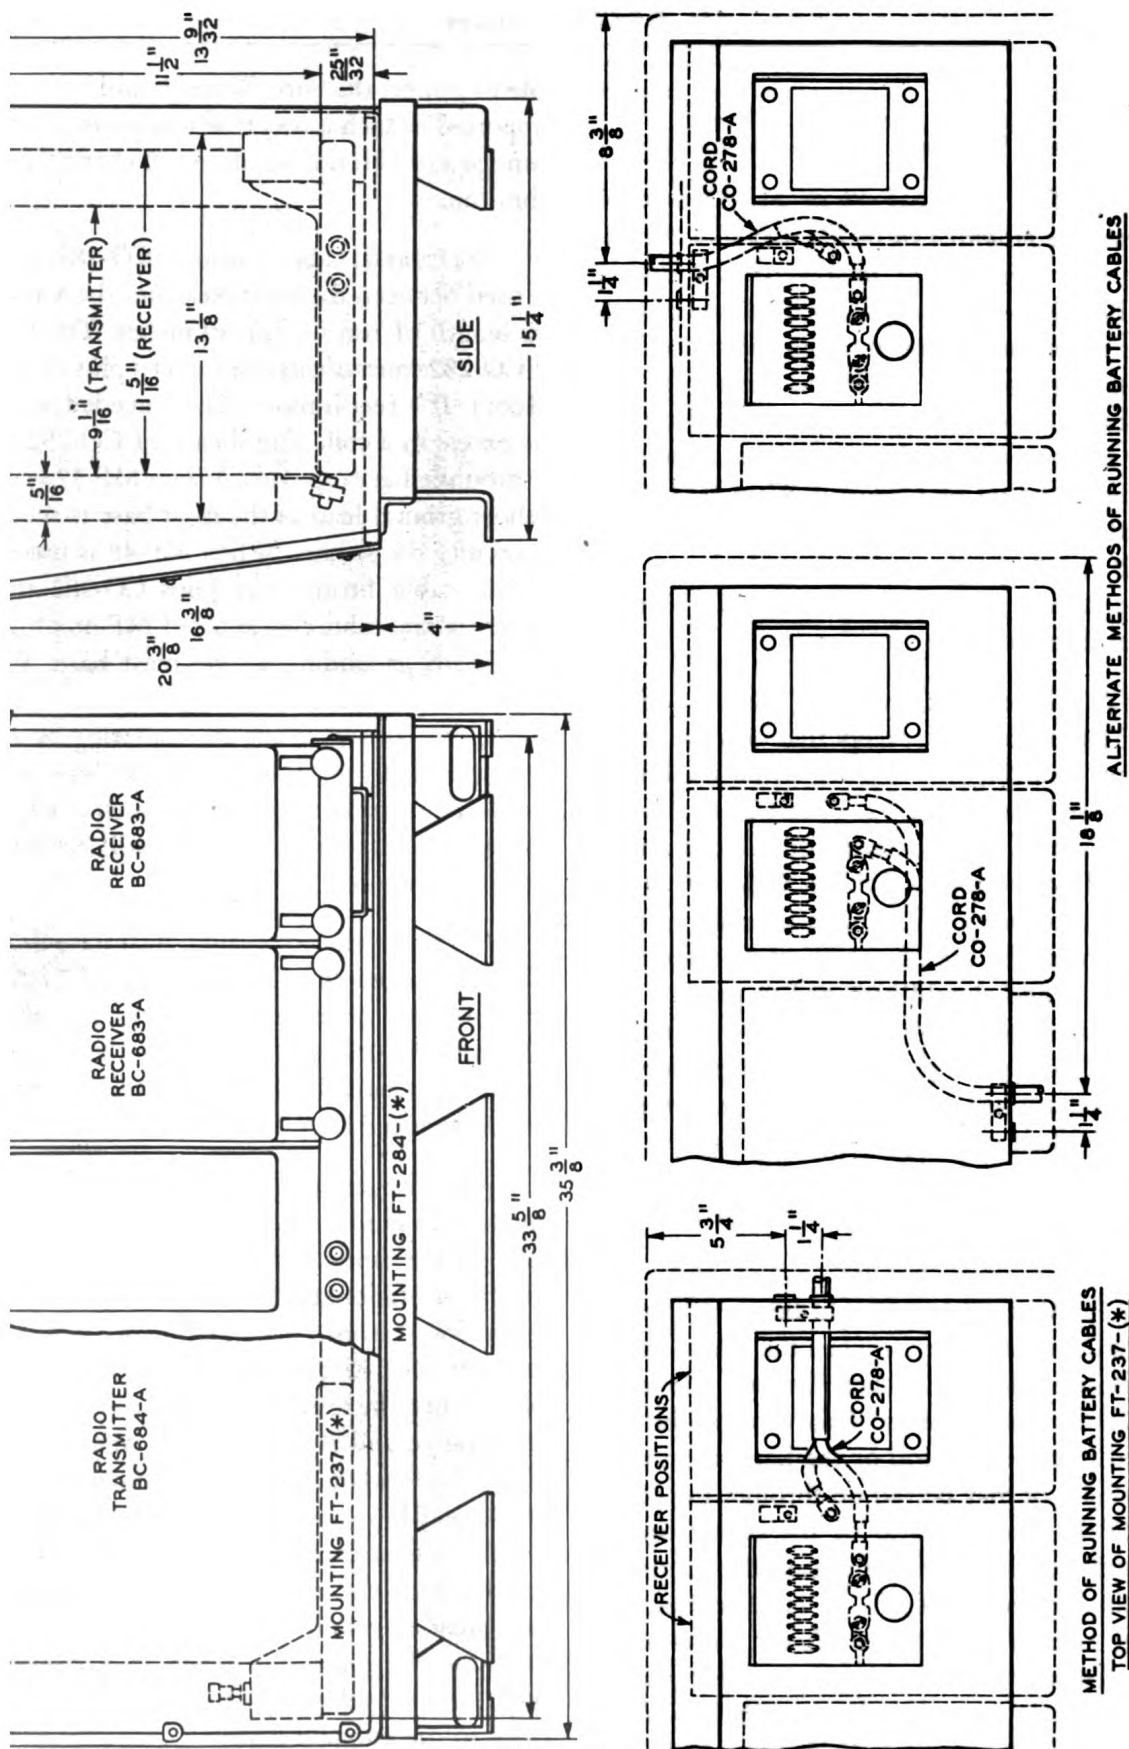 13 9/32"
11 1/2"
25/32"
9 1/16" (TRANSMITTER)
11 5/16" (RECEIVER)
13 1/8"
1 5/16"
15 1/4"
SIDE
20 3/8"
16 3/8"
4"
RADIO
RECEIVER
BC-683-A
RADIO
RECEIVER
BC-683-A
RADIO
TRANSMITTER
BC-684-A
MOUNTING FT-237-(*)
MOUNTING FT-284-(*)
FRONT
33 5/8"
35 3/8"
8 3/8"
1 1/4"
CORD
CO-278-A
CORD
CO-278-A
18 1/8"
1 1/4"
ALTERNATE METHODS OF RUNNING BATTERY CABLES
5 3/4"
1 1/4"
RECEIVER POSITIONS
CORD
CO-278-A
METHOD OF RUNNING BATTERY CABLES
TOP VIEW OF MOUNTING FT-237-(*)